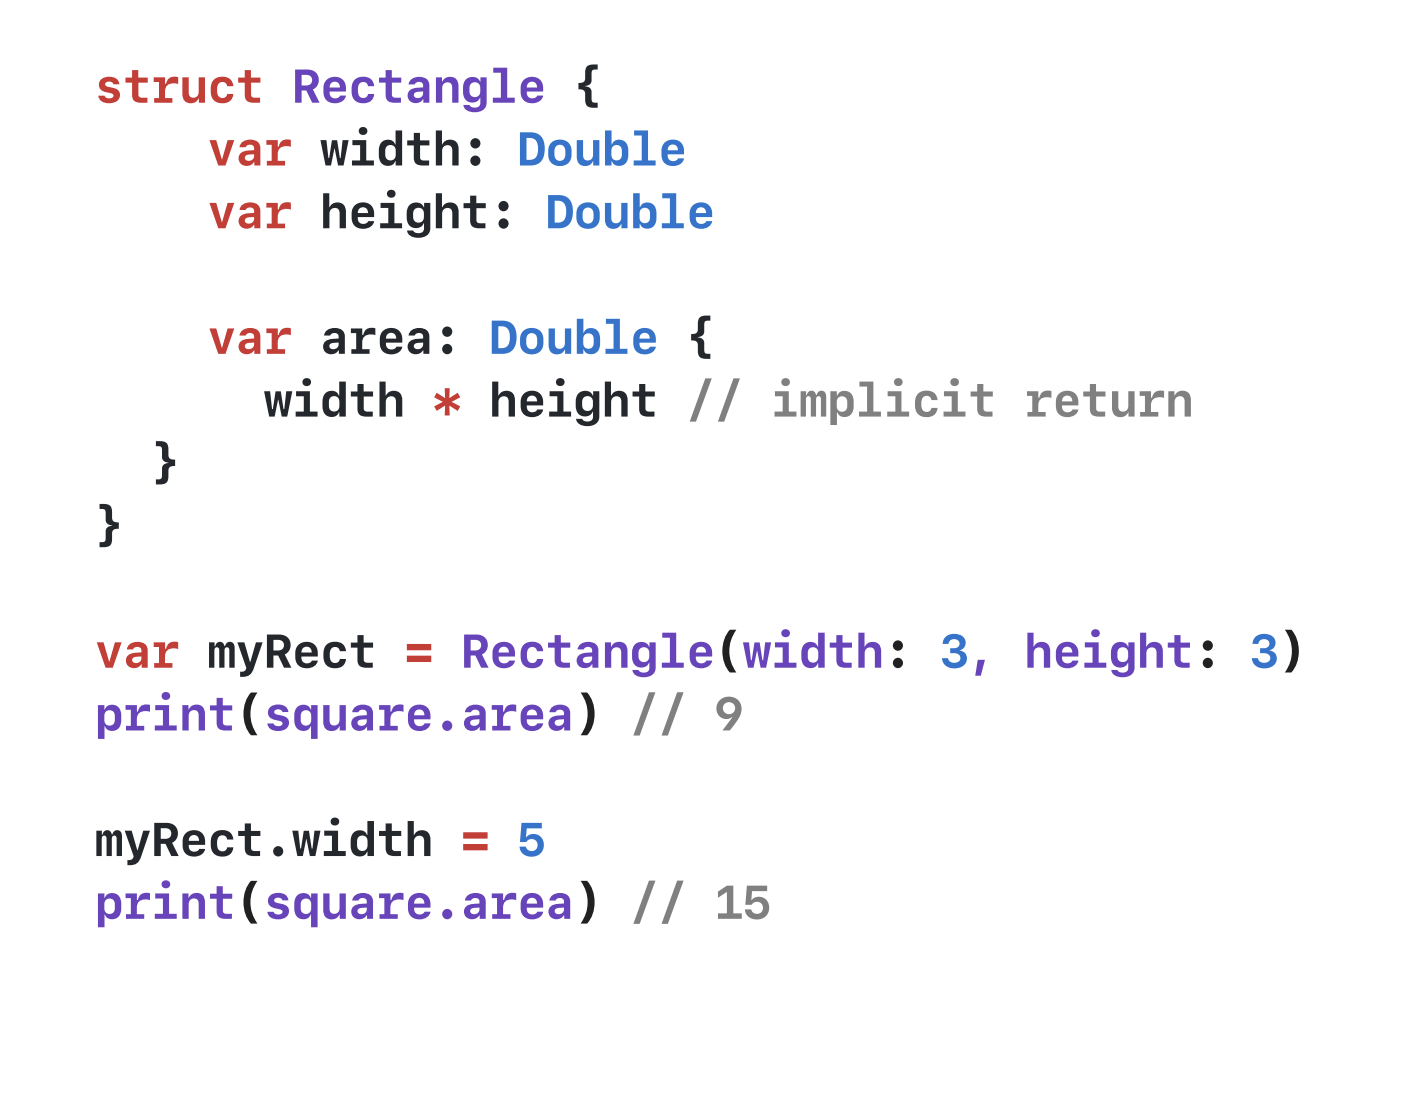 struct Rectangle {
    var width: Double
    var height: Double

    var area: Double {
      width * height // implicit return
  }
}

var myRect = Rectangle(width: 3, height: 3)
print(square.area) // 9

myRect.width = 5
print(square.area) // 15